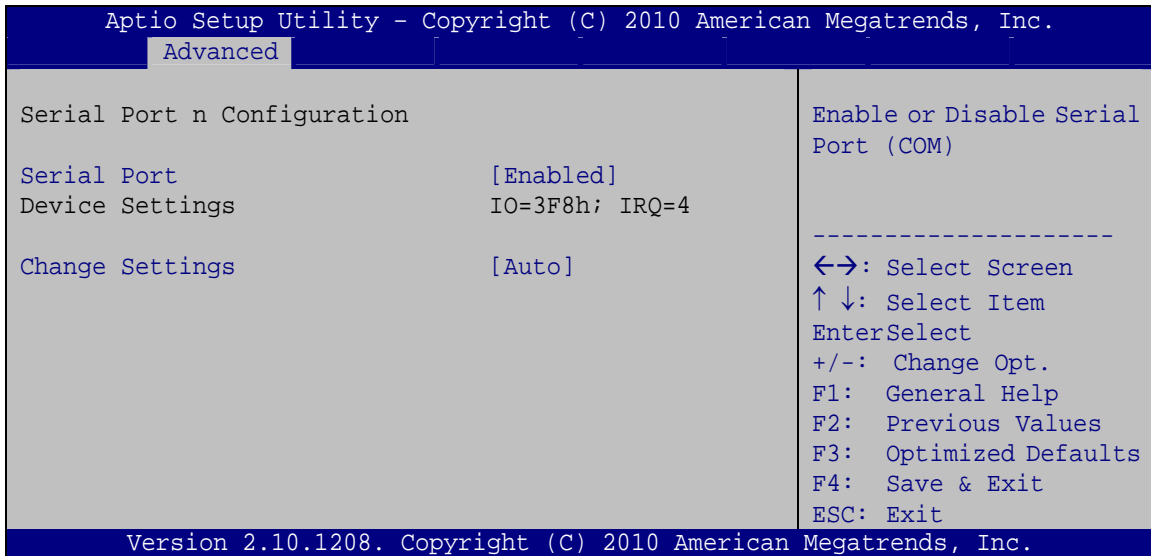 Aptio Setup Utility – Copyright (C) 2010 American Megatrends, Inc.
Advanced
Serial Port n Configuration
Serial Port [Enabled]
Device Settings IO=3F8h; IRQ=4
Change Settings [Auto]
Enable or Disable Serial
Port (COM)
---------------------
←→: Select Screen
↑ ↓: Select Item
EnterSelect
+/-: Change Opt.
F1: General Help
F2: Previous Values
F3: Optimized Defaults
F4: Save & Exit
ESC: Exit
Version 2.10.1208. Copyright (C) 2010 American Megatrends, Inc.